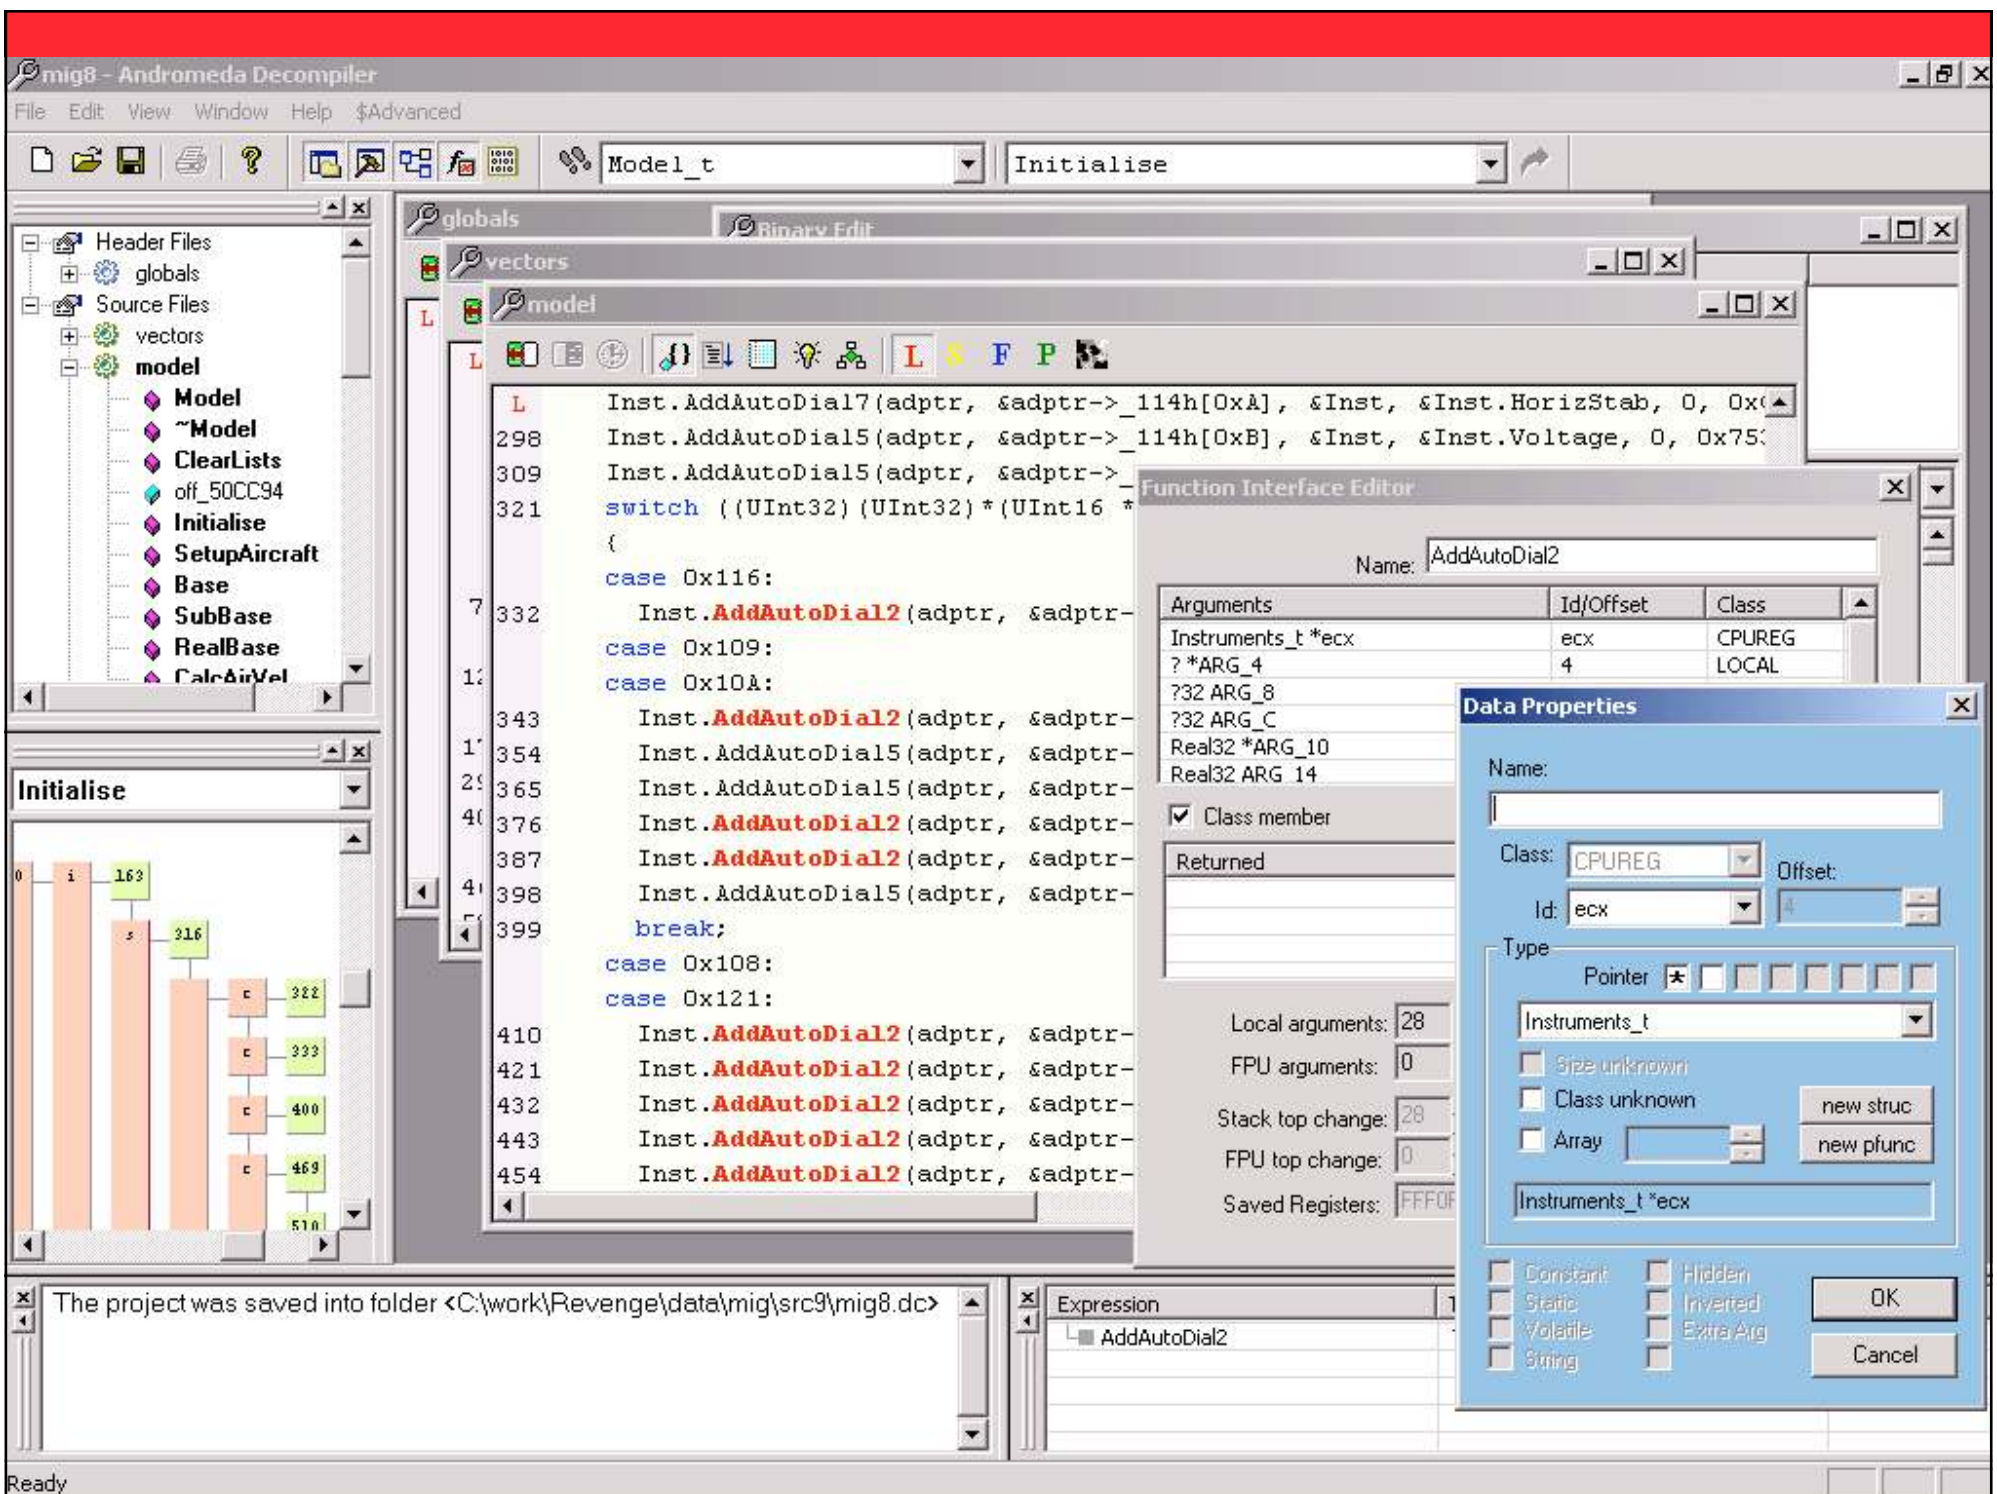 mig8 - Andromeda Decompiler
File Edit View Window Help $Advanced
Model_t
Initialise
Header Files
globals
Source Files
vectors
model
Model
~Model
ClearLists
off_50CC94
Initialise
SetupAircraft
Base
SubBase
RealBase
CalcAirVel
Initialise
0 i 163
s 316
c 322
c 333
c 400
c 469
510
globals
Binary Edit
vectors
model
L S F P
L Inst.AddAutoDial7(adptr, &adptr->_114h[0xA], &Inst, &Inst.HorizStab, 0, 0x
298 Inst.AddAutoDial5(adptr, &adptr->_114h[0xB], &Inst, &Inst.Voltage, 0, 0x75
309 Inst.AddAutoDial5(adptr, &adptr->_
321 switch ((UInt32)(UInt32)*(UInt16 *
{
case 0x116:
332 Inst.AddAutoDial2(adptr, &adptr-
case 0x109:
case 0x10A:
343 Inst.AddAutoDial2(adptr, &adptr-
354 Inst.AddAutoDial5(adptr, &adptr-
365 Inst.AddAutoDial5(adptr, &adptr-
376 Inst.AddAutoDial2(adptr, &adptr-
387 Inst.AddAutoDial2(adptr, &adptr-
398 Inst.AddAutoDial5(adptr, &adptr-
399 break;
case 0x108:
case 0x121:
410 Inst.AddAutoDial2(adptr, &adptr-
421 Inst.AddAutoDial2(adptr, &adptr-
432 Inst.AddAutoDial2(adptr, &adptr-
443 Inst.AddAutoDial2(adptr, &adptr-
454 Inst.AddAutoDial2(adptr, &adptr-
Function Interface Editor
Name: AddAutoDial2
Arguments Id/Offset Class
Instruments_t *ecx ecx CPUREG
? *ARG_4 4 LOCAL
?32 ARG_8
?32 ARG_C
Real32 *ARG_10
Real32 ARG_14
Class member
Returned
Local arguments: 28
FPU arguments: 0
Stack top change: 28
FPU top change: 0
Saved Registers: FFF0F
Data Properties
Name:
Class: CPUREG Offset:
Id: ecx 4
Type
Pointer *
Instruments_t
Size unknown
Class unknown new struc
Array new pfunc
Instruments_t *ecx
Constant Hidden
Static Inverted
Volatile Extra Arg
String
OK
Cancel
The project was saved into folder <C:\work\Revenge\data\mig\src9\mig8.dc>
Expression
AddAutoDial2
Ready